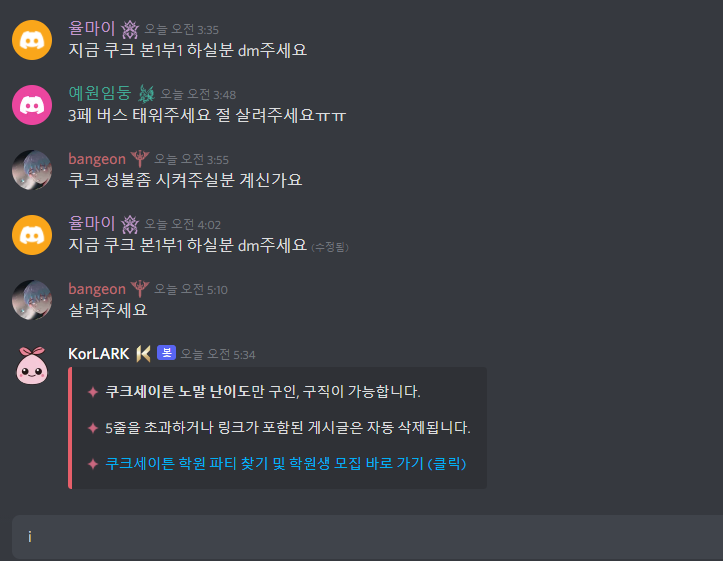 율마이 오늘 오전 3:35
지금 쿠크 본1부1 하실분 dm주세요
예원임둥 오늘 오전 3:48
3페 버스 태워주세요 절 살려주세요ㅠㅠ
bangeon 오늘 오전 3:55
쿠크 성불좀 시켜주실분 계신가요
율마이 오늘 오전 4:02
지금 쿠크 본1부1 하실분 dm주세요 (수정됨)
bangeon 오늘 오전 5:10
살려주세요
KorLARK K 봇 오늘 오전 5:34
쿠크세이튼 노말 난이도만 구인, 구직이 가능합니다.
5줄을 초과하거나 링크가 포함된 게시글은 자동 삭제됩니다.
쿠크세이튼 학원 파티 찾기 및 학원생 모집 바로 가기 (클릭)
i